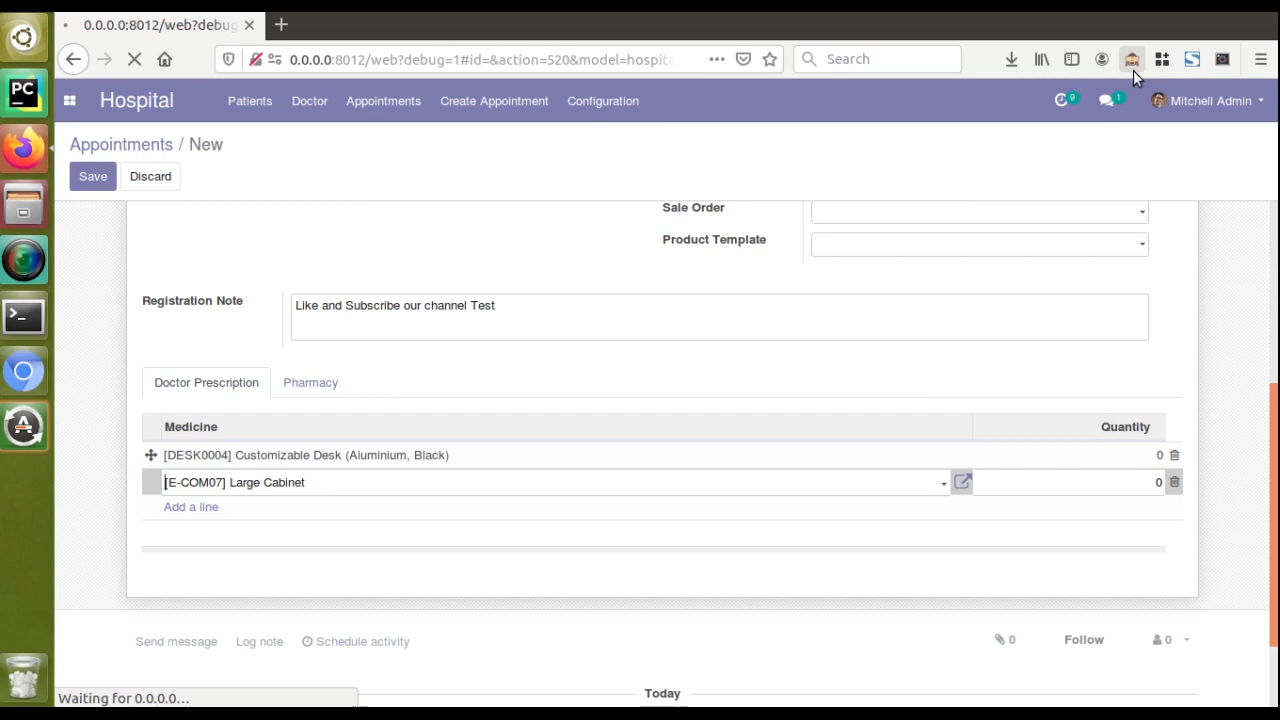 0.0.0.0:8012/web?debug
0.0.0.0:8012/web?debug=1#id=&action=520&model=hospita
Search
Hospital
Patients
Doctor
Appointments
Create Appointment
Configuration
9
1
Mitchell Admin
Appointments / New
Save
Discard
Sale Order
Product Template
Registration Note
Like and Subscribe our channel Test
Doctor Prescription
Pharmacy
Medicine
Quantity
[DESK0004] Customizable Desk (Aluminium, Black)
0
[E-COM07] Large Cabinet
0
Add a line
Send message
Log note
Schedule activity
0
Follow
0
Waiting for 0.0.0.0...
Today
PC